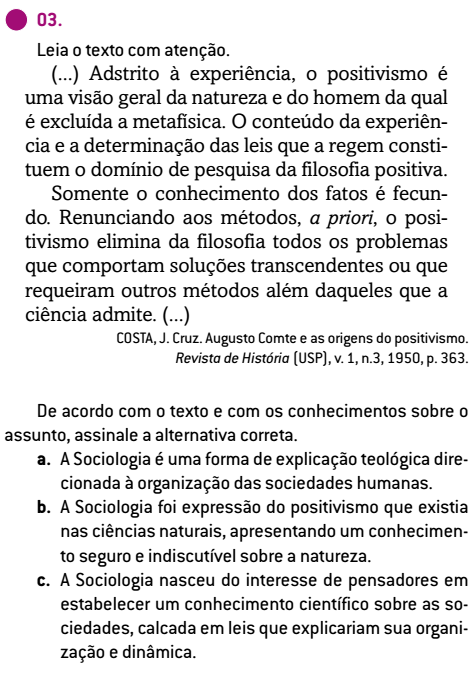 03.
Leia o texto com atenção.
(...) Adstrito à experiência, o positivismo é
uma visão geral da natureza e do homem da qual
é excluída a metafísica. O conteúdo da experiên-
cia e a determinação das leis que a regem consti-
tuem o domínio de pesquisa da filosofia positiva.
Somente o conhecimento dos fatos é fecun-
do. Renunciando aos métodos, a priori, o posi-
tivismo elimina da filosofia todos os problemas
que comportam soluções transcendentes ou que
requeiram outros métodos além daqueles que a
ciência admite. (...)
COSTA, J. Cruz. Augusto Comte e as origens do positivismo.
Revista de História (USP), v. 1, n.3, 1950, p. 363.
De acordo com o texto e com os conhecimentos sobre o
assunto, assinale a alternativa correta.
a. A Sociologia é uma forma de explicação teológica dire-
cionada à organização das sociedades humanas.
b. A Sociologia foi expressão do positivismo que existia
nas ciências naturais, apresentando um conhecimen-
to seguro e indiscutível sobre a natureza.
c. A Sociologia nasceu do interesse de pensadores em
estabelecer um conhecimento científico sobre as so-
ciedades, calcada em leis que explicariam sua organi-
zação e dinâmica.